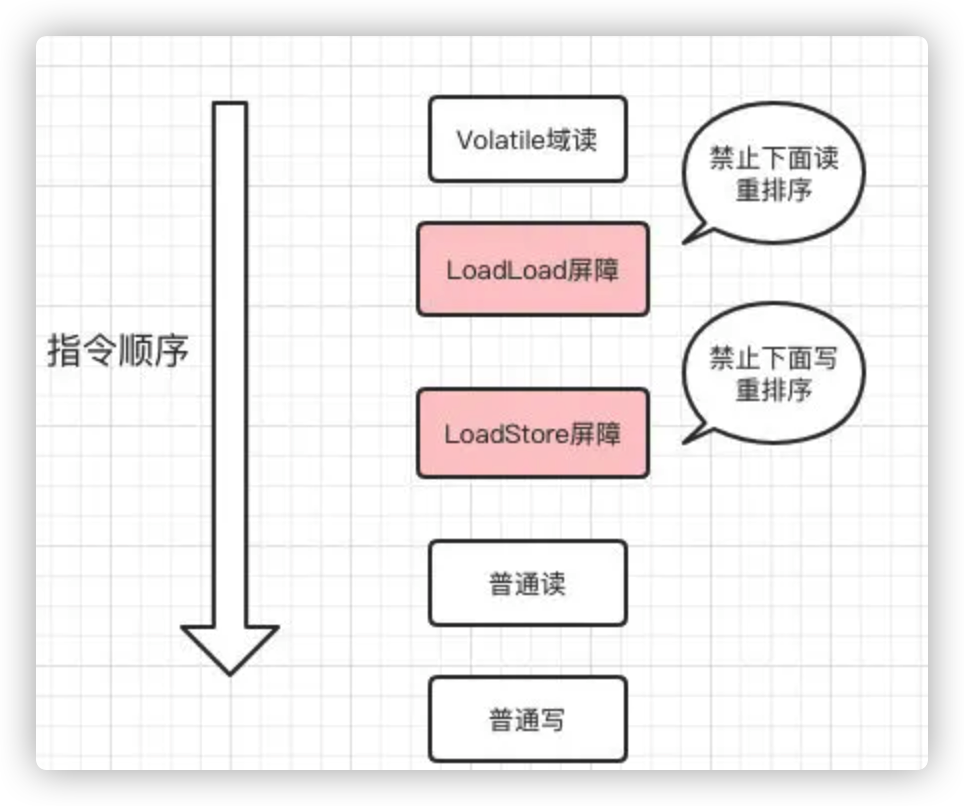 Volatile域读
禁止下面读
重排序
LoadLoad屏障
指令顺序
禁止下面写
重排序
LoadStore屏障
普通读
普通写